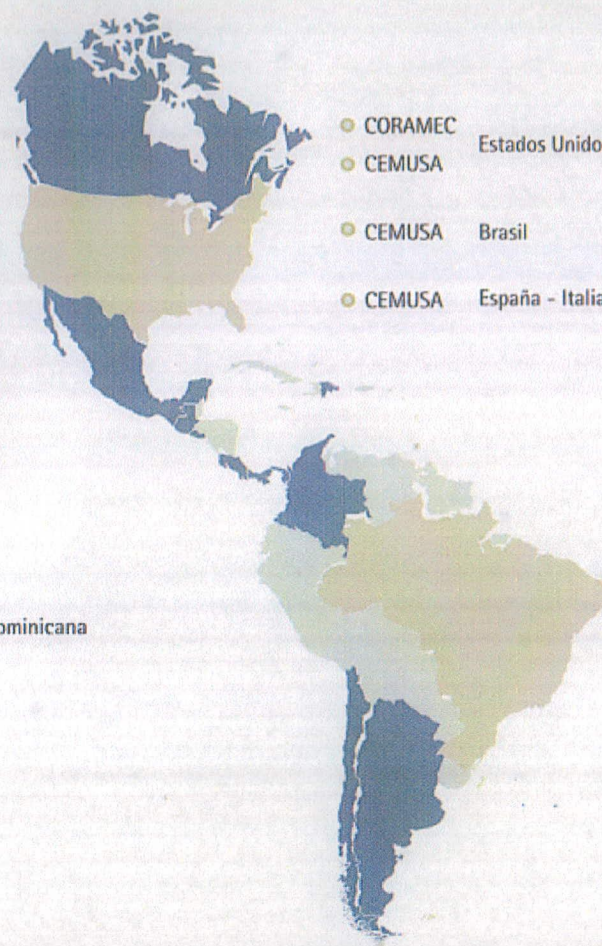 CORAMEC
CEMUSA
Estados Unido
CEMUSA Brasil
CEMUSA España - Italia
ominicana